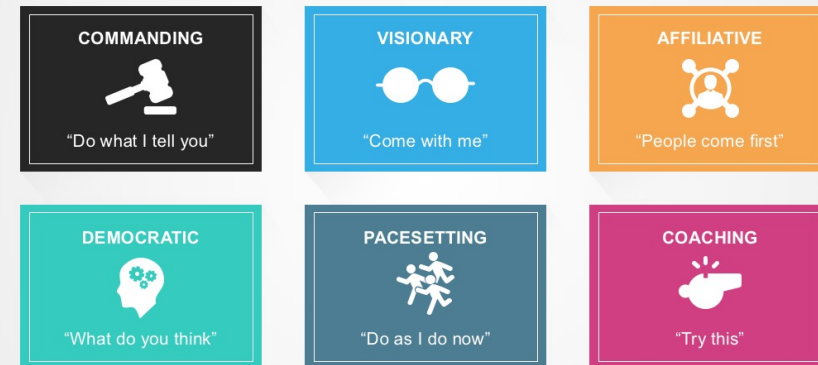 COMMANDING
“Do what I tell you”
VISIONARY
“Come with me”
AFFILIATIVE
“People come first”
DEMOCRATIC
“What do you think”
PACESETTING
“Do as I do now”
COACHING
“Try this”